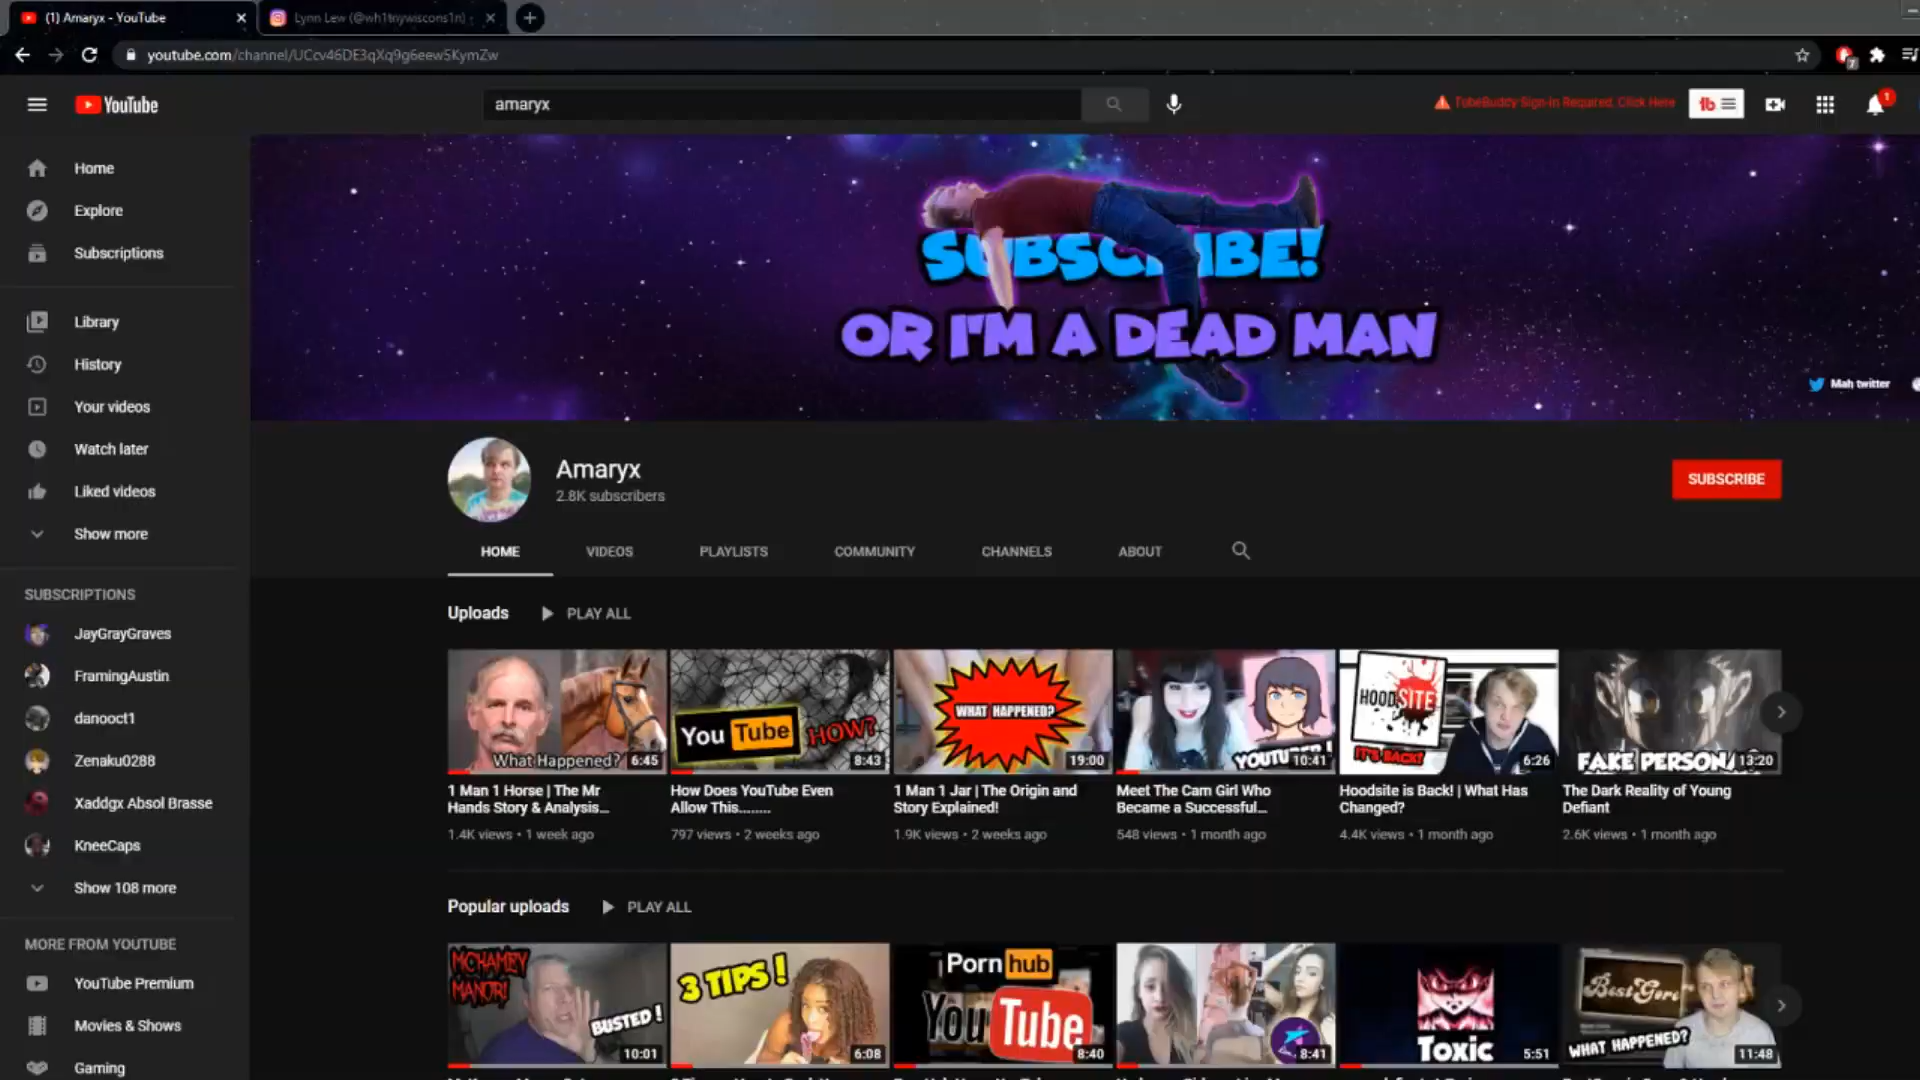 (1) Amaryx - YouTube
Lynn Lew (@wh1tnywiscons1n)
youtube.com/channel/UCcv46DE3qXq9g6eew5KymZw
7
YouTube
amaryx
TubeBuddy Sign-In Required. Click Here
tb
1
Home
Explore
Subscriptions
Library
History
Your videos
Watch later
Liked videos
Show more
SUBSCRIPTIONS
JayGrayGraves
FramingAustin
danooct1
Zenaku0288
Xaddgx Absol Brasse
KneeCaps
Show 108 more
MORE FROM YOUTUBE
YouTube Premium
Movies & Shows
Gaming
SUBSCRIBE!
OR I'M A DEAD MAN
Mah twitter
Amaryx
2.8K subscribers
SUBSCRIBE
HOME VIDEOS PLAYLISTS COMMUNITY CHANNELS ABOUT
Uploads PLAY ALL
What Happened? 6:45
1 Man 1 Horse | The Mr
Hands Story & Analysis...
1.4K views • 1 week ago
You Tube HOW?
8:43
How Does YouTube Even
Allow This........
797 views • 2 weeks ago
WHAT HAPPENED?
19:00
1 Man 1 Jar | The Origin and
Story Explained!
1.9K views • 2 weeks ago
10:41
Meet The Cam Girl Who
Became a Successful...
548 views • 1 month ago
HOODSITE
IT'S BACK!
6:26
Hoodsite is Back! | What Has
Changed?
4.4K views • 1 month ago
FAKE PERSONA
13:20
The Dark Reality of Young
Defiant
2.6K views • 1 month ago
Popular uploads PLAY ALL
MCHAMBY
MANOR!
BUSTED!
10:01
3 TIPS!
6:08
Porn hub
You Tube
8:40
8:41
Toxic
5:51
BestGore
WHAT HAPPENED?
11:48